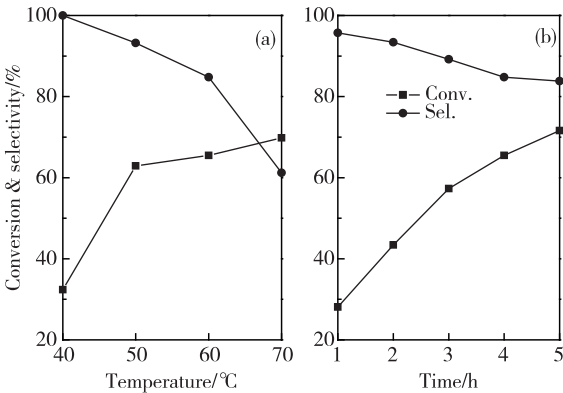 Conversion & selectivity/%
100
80
60
40
20
(a)
40 50 60 70
Temperature/℃
100
80
60
40
20
(b)
Conv.
Sel.
1 2 3 4 5
Time/h